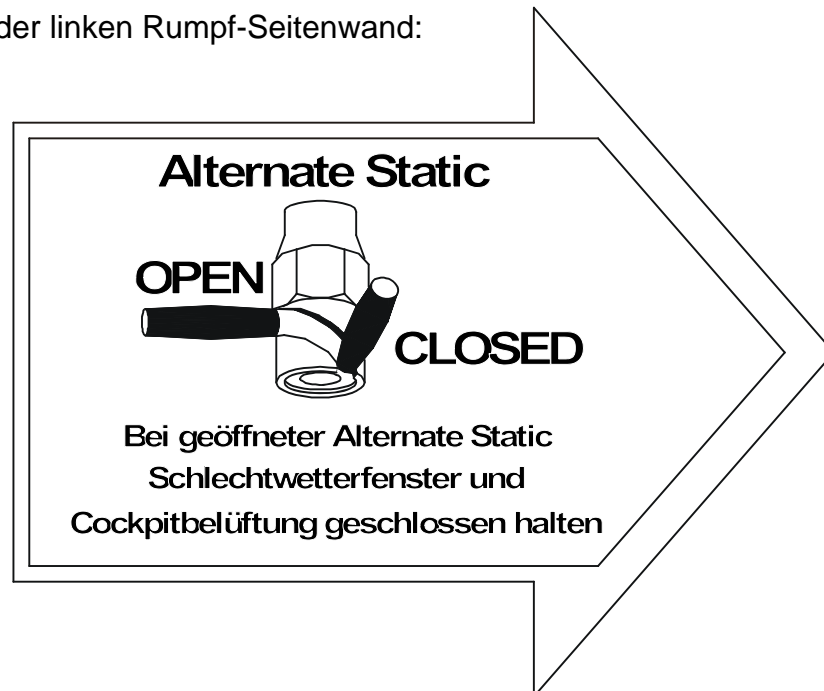 der linken Rumpf-Seitenwand:
Alternate Static
OPEN
CLOSED
Bei geöffneter Alternate Static
Schlechtwetterfenster und
Cockpitbelüftung geschlossen halten